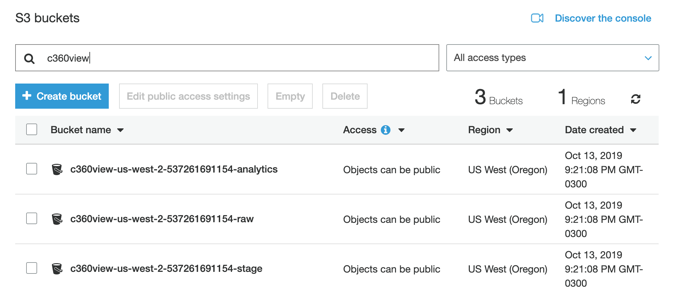 S3 buckets
Discover the console
c360view
All access types
+ Create bucket
Edit public access settings
Empty
Delete
3 Buckets
1 Regions
Bucket name
Access
Region
Date created
c360view-us-west-2-537261691154-analytics
Objects can be public
US West (Oregon)
Oct 13, 2019
9:21:08 PM GMT-
0300
c360view-us-west-2-537261691154-raw
Objects can be public
US West (Oregon)
Oct 13, 2019
9:21:08 PM GMT-
0300
c360view-us-west-2-537261691154-stage
Objects can be public
US West (Oregon)
Oct 13, 2019
9:21:08 PM GMT-
0300